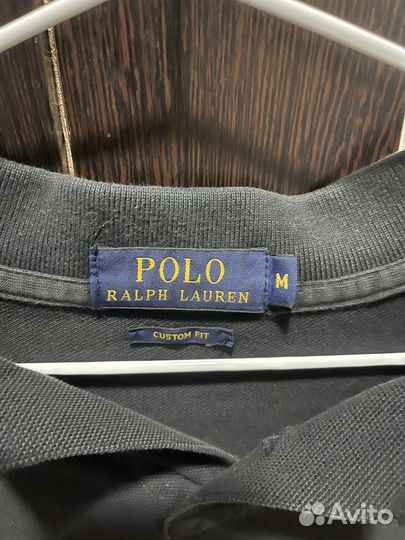 POLO
RALPH LAUREN
M
CUSTOM FIT
Avito